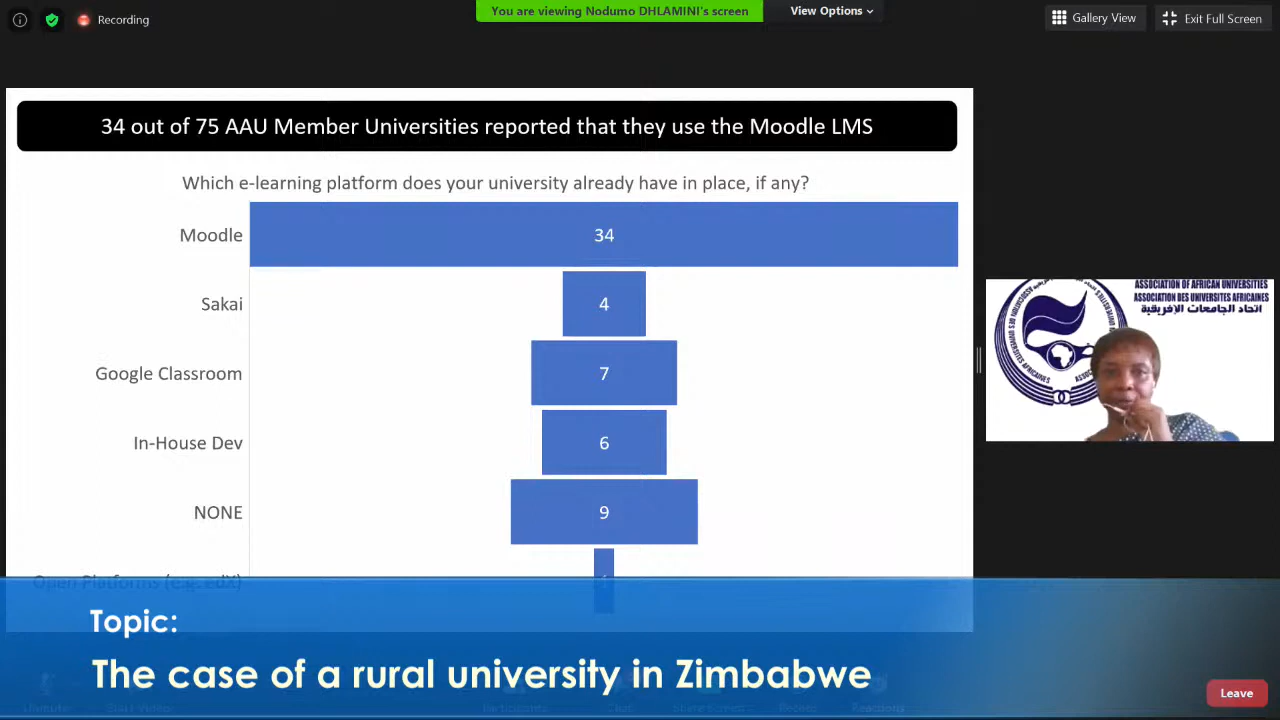 Recording
You are viewing Nodumo DHLAMINI's screen
View Options
Gallery View
Exit Full Screen
34 out of 75 AAU Member Universities reported that they use the Moodle LMS
Which e-learning platform does your university already have in place, if any?
Moodle
34
Sakai
4
Google Classroom
7
In-House Dev
6
NONE
9
Open Platforms (e.g. edX)
ASSOCIATION OF AFRICAN UNIVERSITIES
ASSOCIATION DES UNIVERSITES AFRICAINES
اتحاد الجامعات الإفريقية
Topic:
The case of a rural university in Zimbabwe
Leave